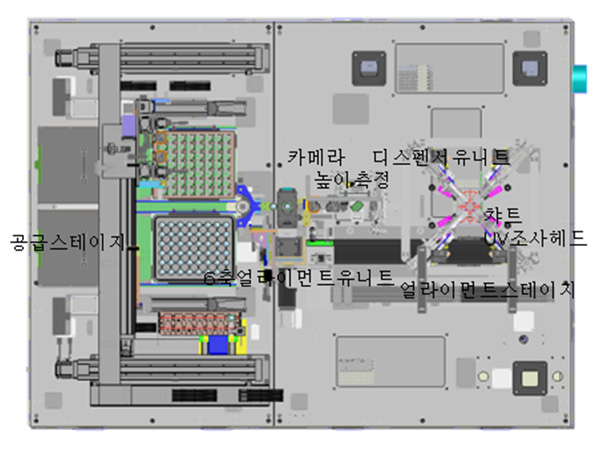 카메라 디스펜서유니트
높이측정
챠트
공급스테이지 UV조사헤드
6축얼라이먼트유니트
얼라이먼트스테이지